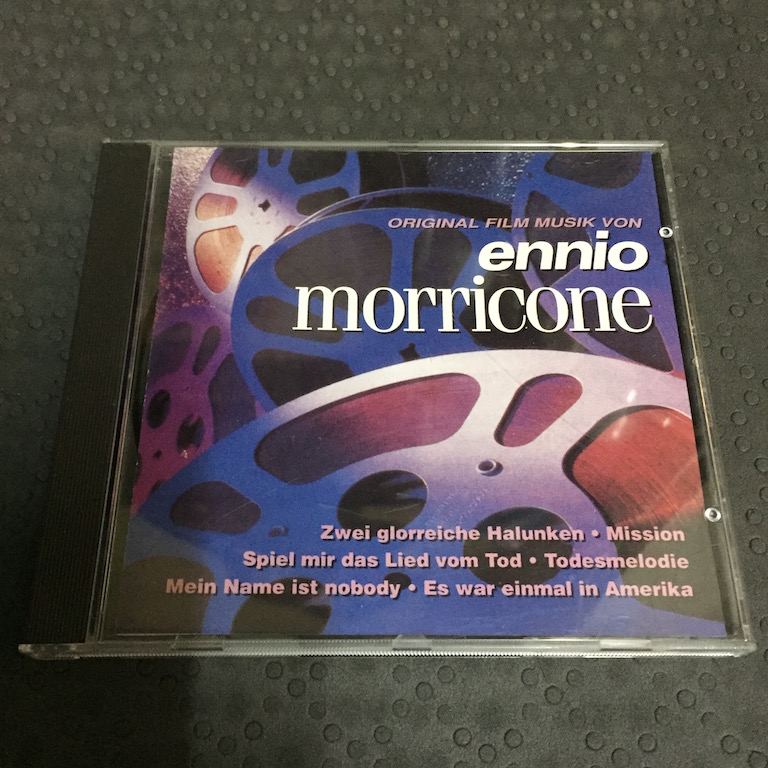 ORIGINAL FILM MUSIK VON
ennio
morricone
Zwei glorreiche Halunken • Mission
Spiel mir das Lied vom Tod • Todesmelodie
Mein Name ist nobody • Es war einmal in Amerika